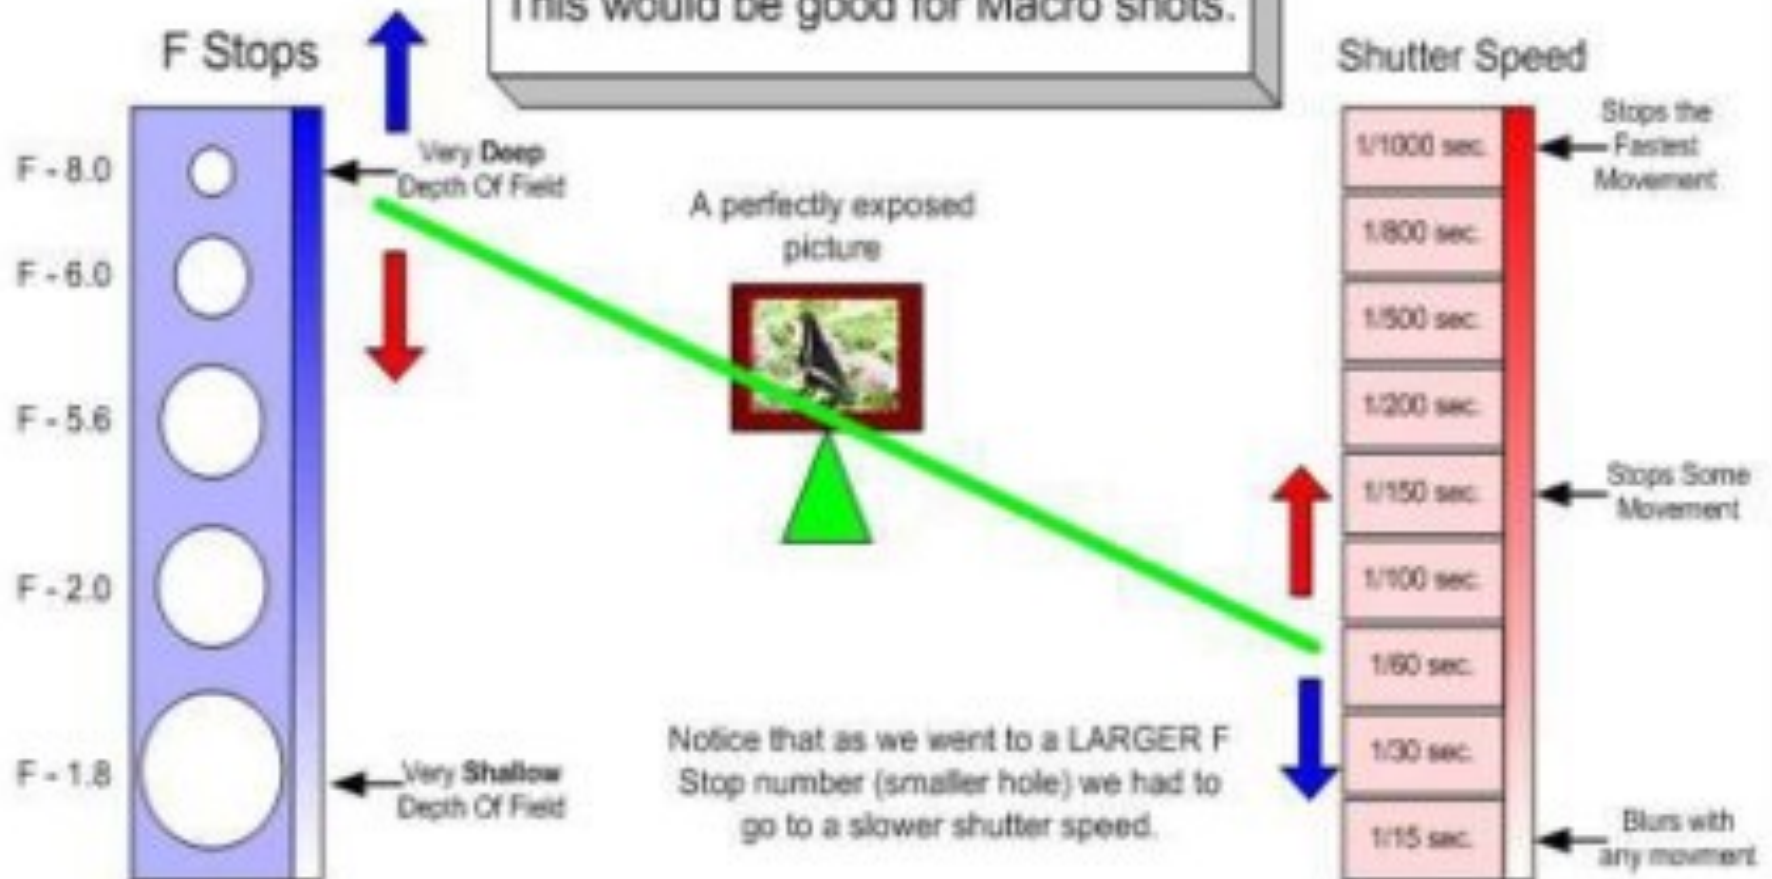 This would be good for Macro shots.
F Stops
Shutter Speed
F - 8.0
F - 6.0
F - 5.6
F - 2.0
F - 1.8
Very Deep
Depth Of Field
Very Shallow
Depth Of Field
A perfectly exposed
picture
Notice that as we went to a LARGER F
Stop number (smaller hole) we had to
go to a slower shutter speed.
1/1000 sec.
1/800 sec.
1/500 sec.
1/200 sec.
1/150 sec.
1/100 sec.
1/60 sec.
1/30 sec.
1/15 sec.
Stops the
Fastest
Movement
Stops Some
Movement
Blurs with
any movment